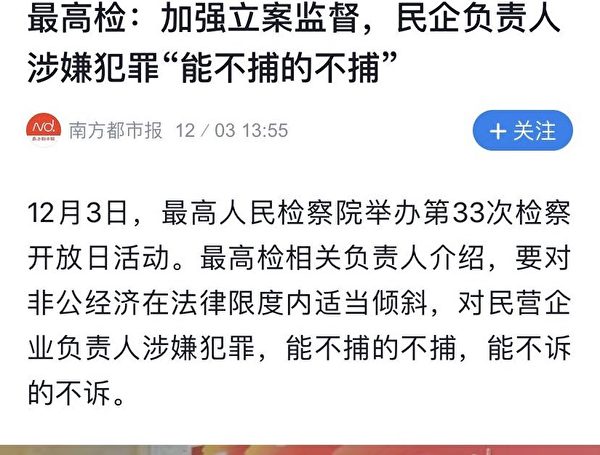 最高检：加强立案监督，民企负责人
涉嫌犯罪“能不捕的不捕”
南方都市报 12/03 13:55
+ 关注
12月3日，最高人民检察院举办第33次检察
开放日活动。最高检相关负责人介绍，要对
非公经济在法律限度内适当倾斜，对民营企
业负责人涉嫌犯罪，能不捕的不捕，能不诉
的不诉。